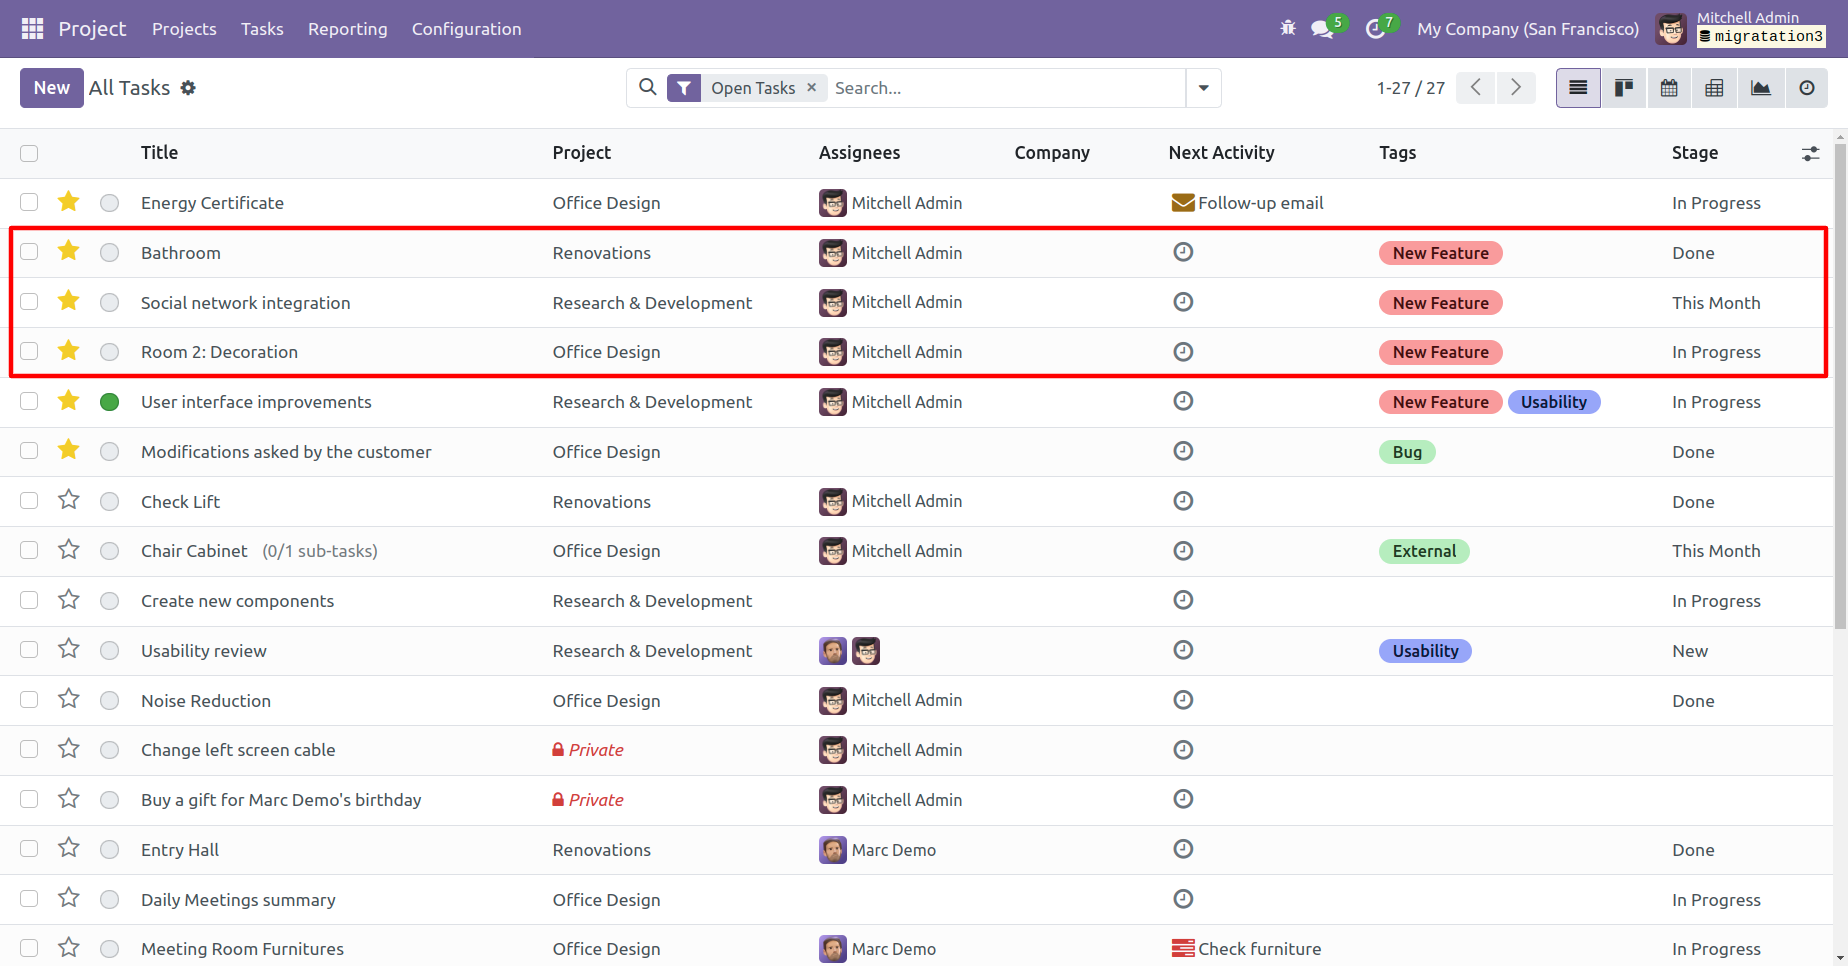 Project Projects Tasks Reporting Configuration 5 7 My Company (San Francisco) Mitchell Admin
migratation3
New All Tasks Open Tasks × Search... 1-27 / 27
Title Project Assignees Company Next Activity Tags Stage
Energy Certificate Office Design Mitchell Admin Follow-up email In Progress
Bathroom Renovations Mitchell Admin New Feature Done
Social network integration Research & Development Mitchell Admin New Feature This Month
Room 2: Decoration Office Design Mitchell Admin New Feature In Progress
User interface improvements Research & Development Mitchell Admin New Feature Usability In Progress
Modifications asked by the customer Office Design Bug Done
Check Lift Renovations Mitchell Admin Done
Chair Cabinet (0/1 sub-tasks) Office Design Mitchell Admin External This Month
Create new components Research & Development In Progress
Usability review Research & Development Usability New
Noise Reduction Office Design Mitchell Admin Done
Change left screen cable Private Mitchell Admin
Buy a gift for Marc Demo's birthday Private Mitchell Admin
Entry Hall Renovations Marc Demo Done
Daily Meetings summary Office Design In Progress
Meeting Room Furnitures Office Design Marc Demo Check furniture In Progress